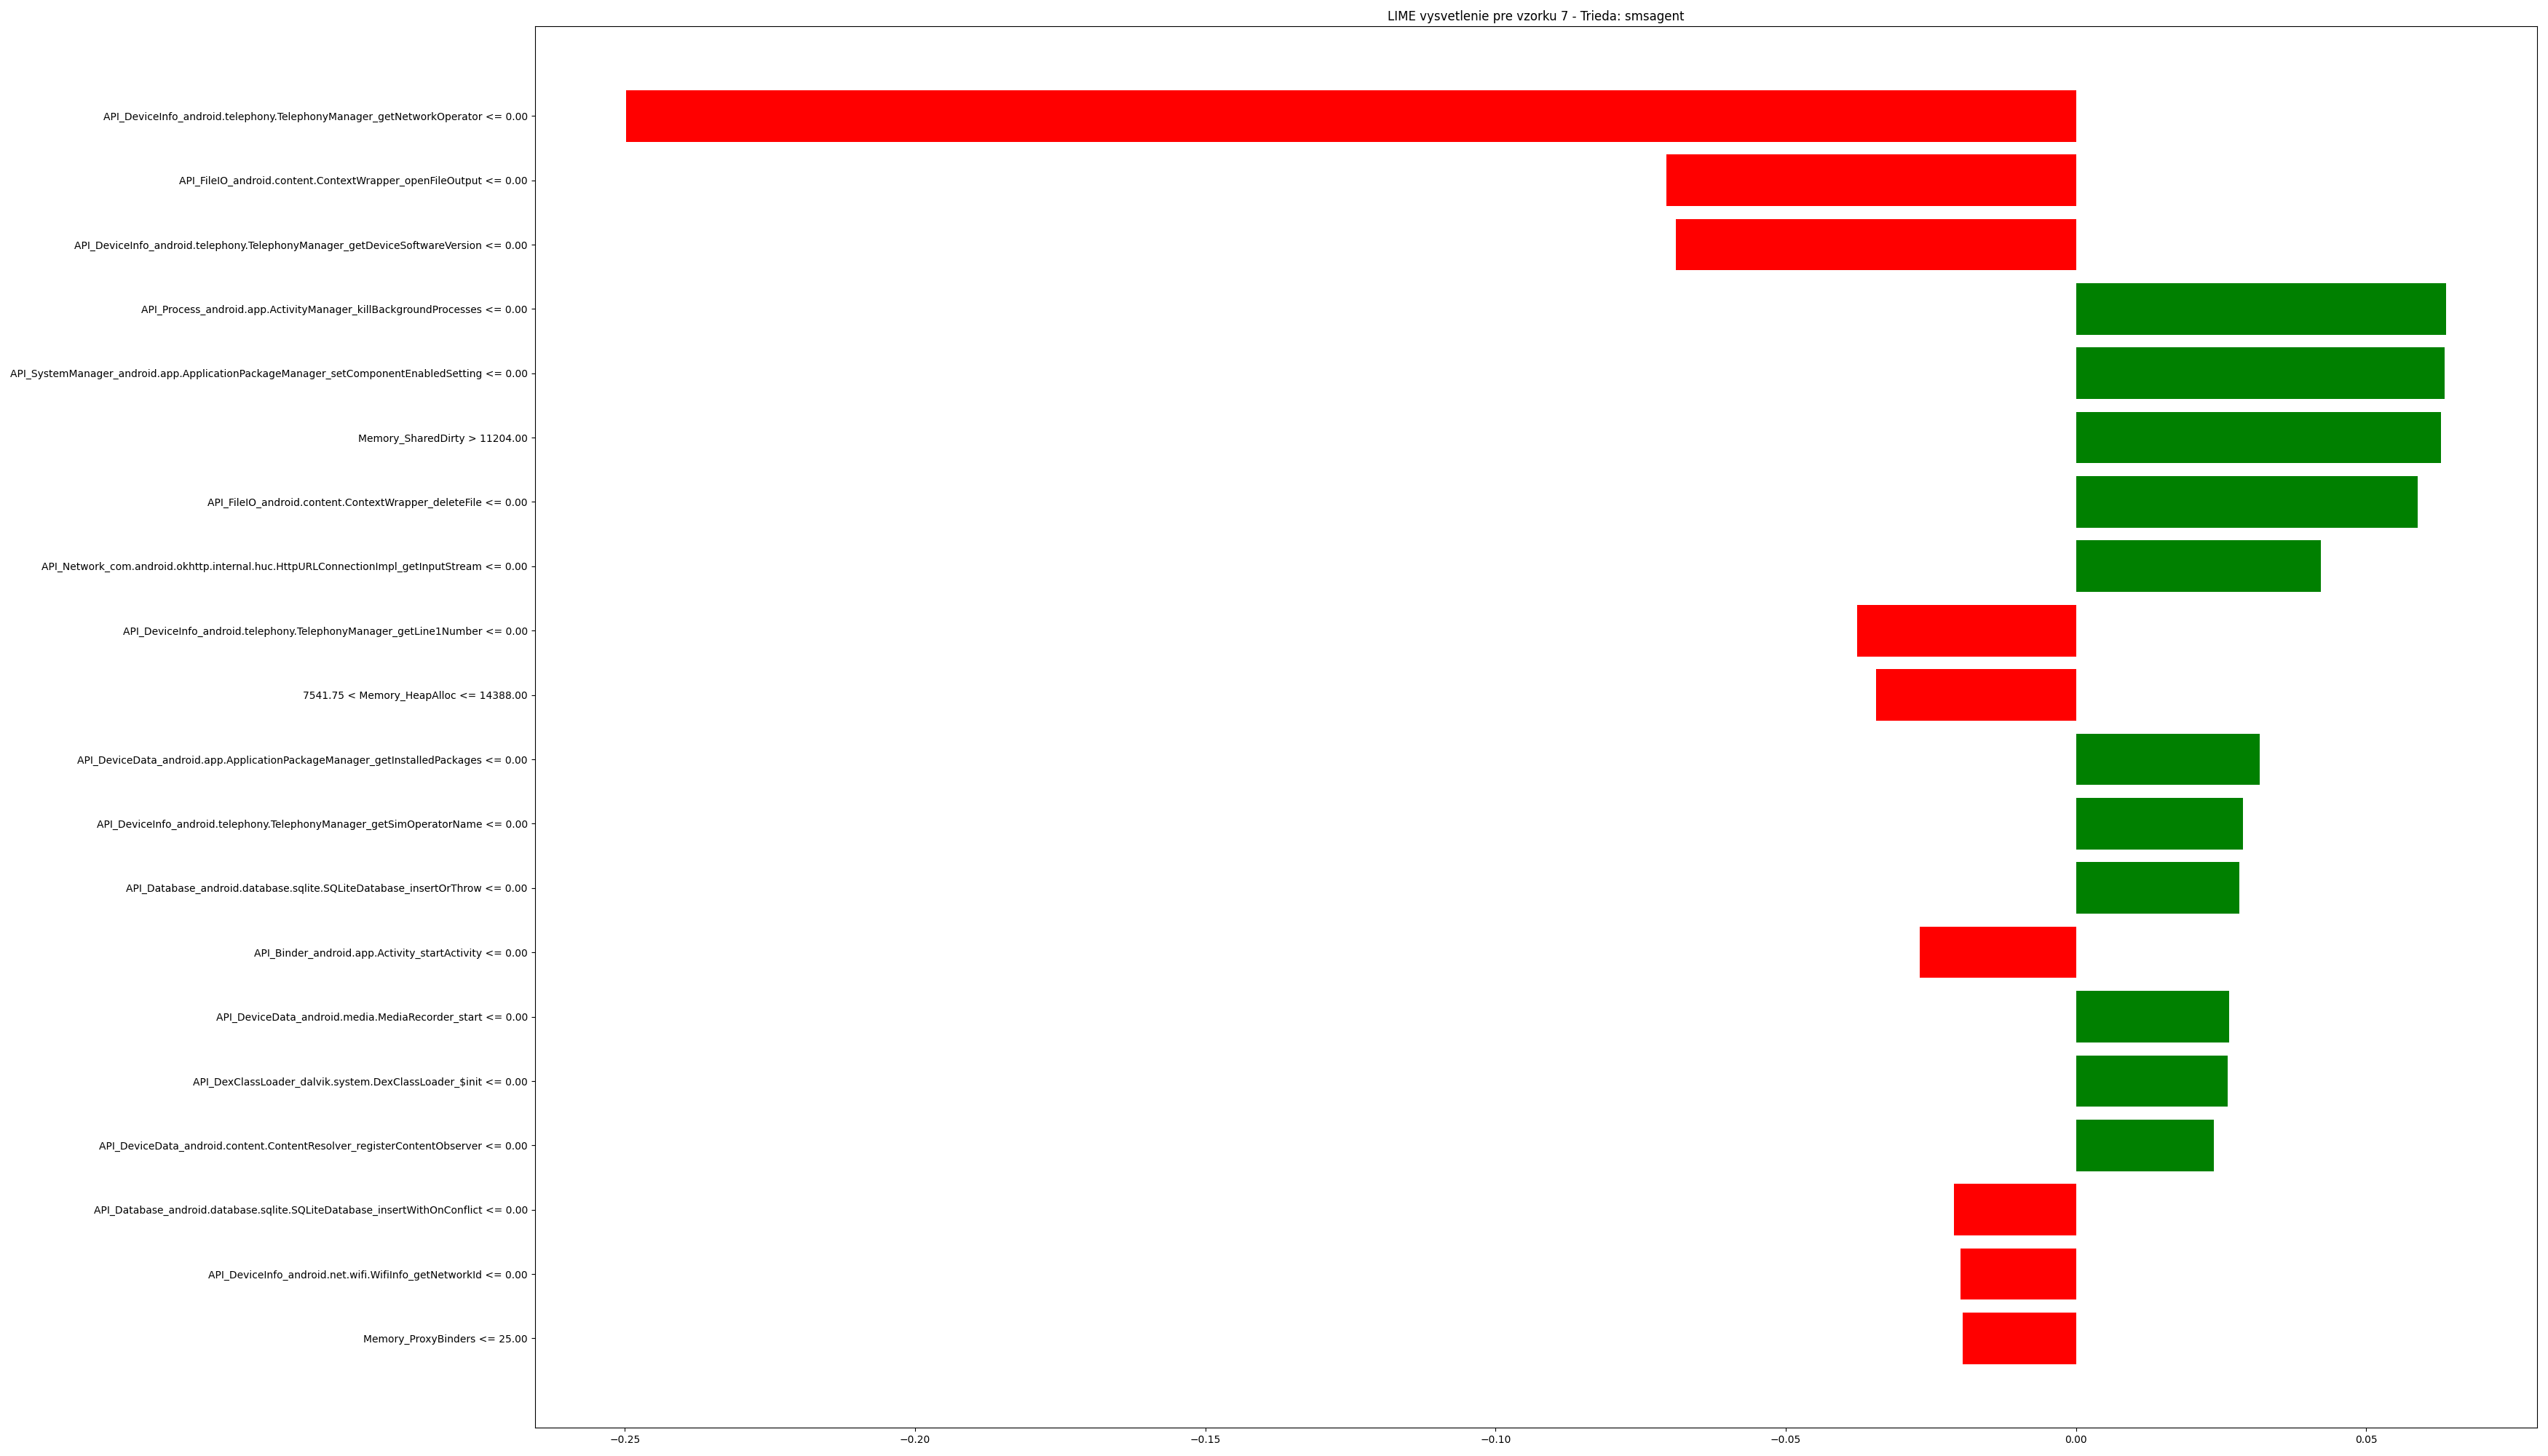 LIME vysvetlenie pre vzorku 7 - Trieda: smsagent
API_DeviceInfo_android.telephony.TelephonyManager_getNetworkOperator <= 0.00
API_FileIO_android.content.ContextWrapper_openFileOutput <= 0.00
API_DeviceInfo_android.telephony.TelephonyManager_getDeviceSoftwareVersion <= 0.00
API_Process_android.app.ActivityManager_killBackgroundProcesses <= 0.00
API_SystemManager_android.app.ApplicationPackageManager_setComponentEnabledSetting <= 0.00
Memory_SharedDirty > 11204.00
API_FileIO_android.content.ContextWrapper_deleteFile <= 0.00
API_Network_com.android.okhttp.internal.huc.HttpURLConnectionImpl_getInputStream <= 0.00
API_DeviceInfo_android.telephony.TelephonyManager_getLine1Number <= 0.00
7541.75 < Memory_HeapAlloc <= 14388.00
API_DeviceData_android.app.ApplicationPackageManager_getInstalledPackages <= 0.00
API_DeviceInfo_android.telephony.TelephonyManager_getSimOperatorName <= 0.00
API_Database_android.database.sqlite.SQLiteDatabase_insertOrThrow <= 0.00
API_Binder_android.app.Activity_startActivity <= 0.00
API_DeviceData_android.media.MediaRecorder_start <= 0.00
API_DexClassLoader_dalvik.system.DexClassLoader_$init <= 0.00
API_DeviceData_android.content.ContentResolver_registerContentObserver <= 0.00
API_Database_android.database.sqlite.SQLiteDatabase_insertWithOnConflict <= 0.00
API_DeviceInfo_android.net.wifi.WifiInfo_getNetworkId <= 0.00
Memory_ProxyBinders <= 25.00
−0.25 −0.20 −0.15 −0.10 −0.05 0.00 0.05